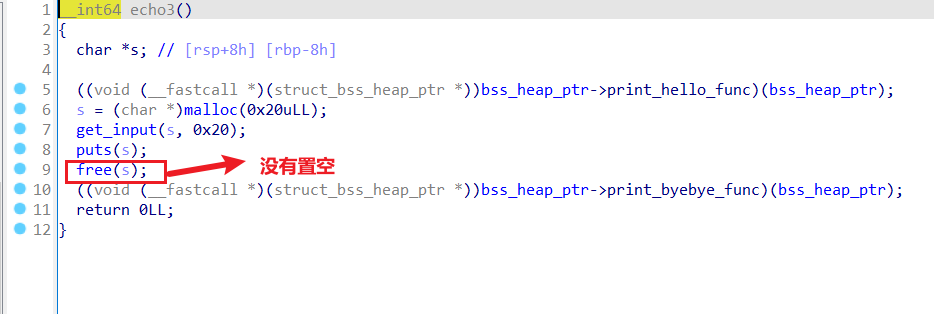 1 __int64 echo3()
2 {
3 char *s; // [rsp+8h] [rbp-8h]
4
5 ((void (__fastcall *)(struct_bss_heap_ptr *))bss_heap_ptr->print_hello_func)(bss_heap_ptr);
6 s = (char *)malloc(0x20uLL);
7 get_input(s, 0x20);
8 puts(s);
9 free(s); 没有置空
10 ((void (__fastcall *)(struct_bss_heap_ptr *))bss_heap_ptr->print_byebye_func)(bss_heap_ptr);
11 return 0LL;
12 }